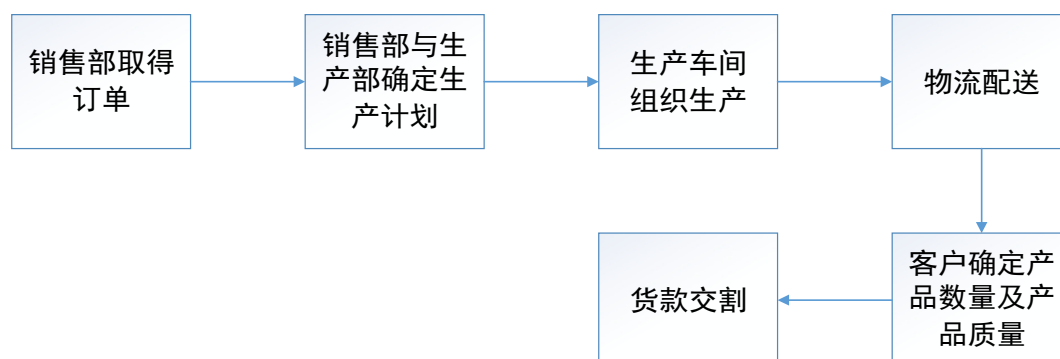 销售部取得
订单
销售部与生
产部确定生
产计划
生产车间
组织生产
物流配送
客户确定产
品数量及产
品质量
货款交割